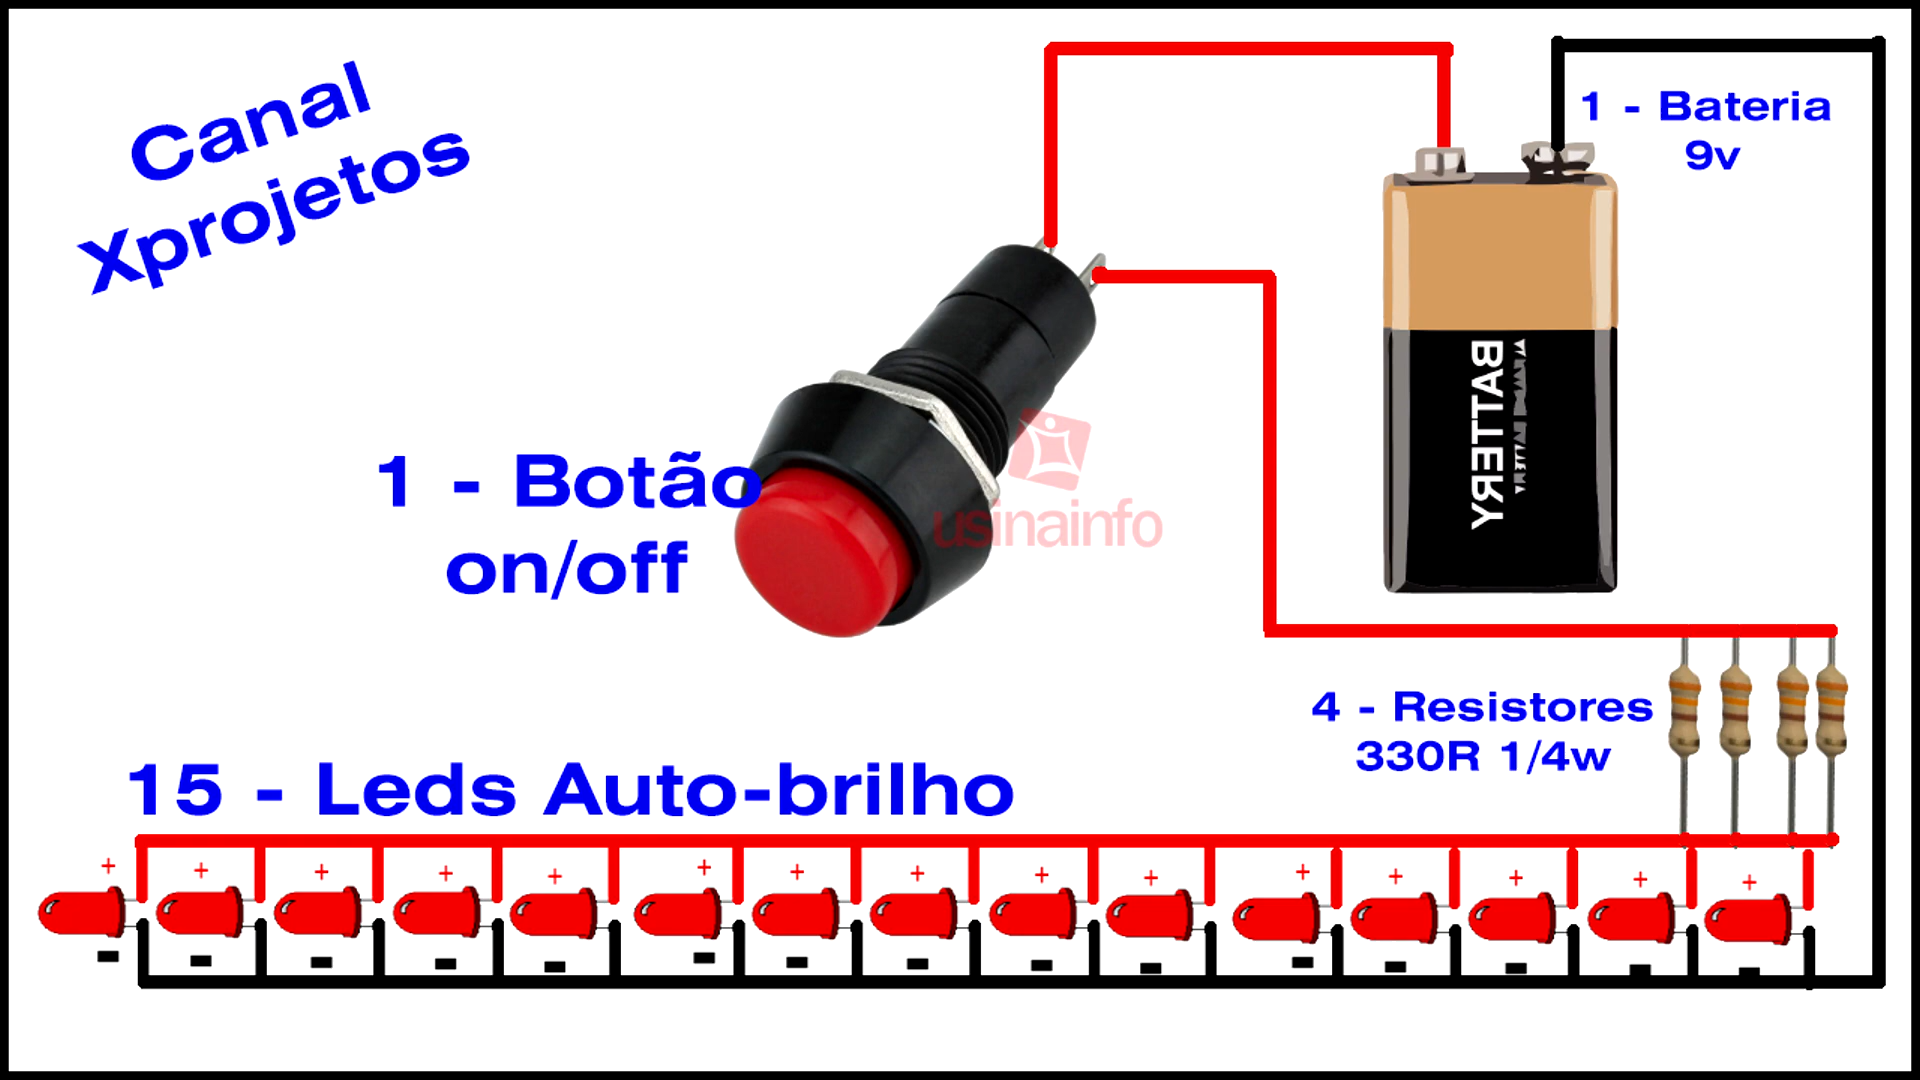 Canal
Xprojetos
1 - Bateria
9v
BATTERY
1 - Botão
on/off
usinainfo
4 - Resistores
330R 1/4w
15 - Leds Auto-brilho
+ + + + + + + + + + + + + + +
- - - - - - - - - - - - - - -